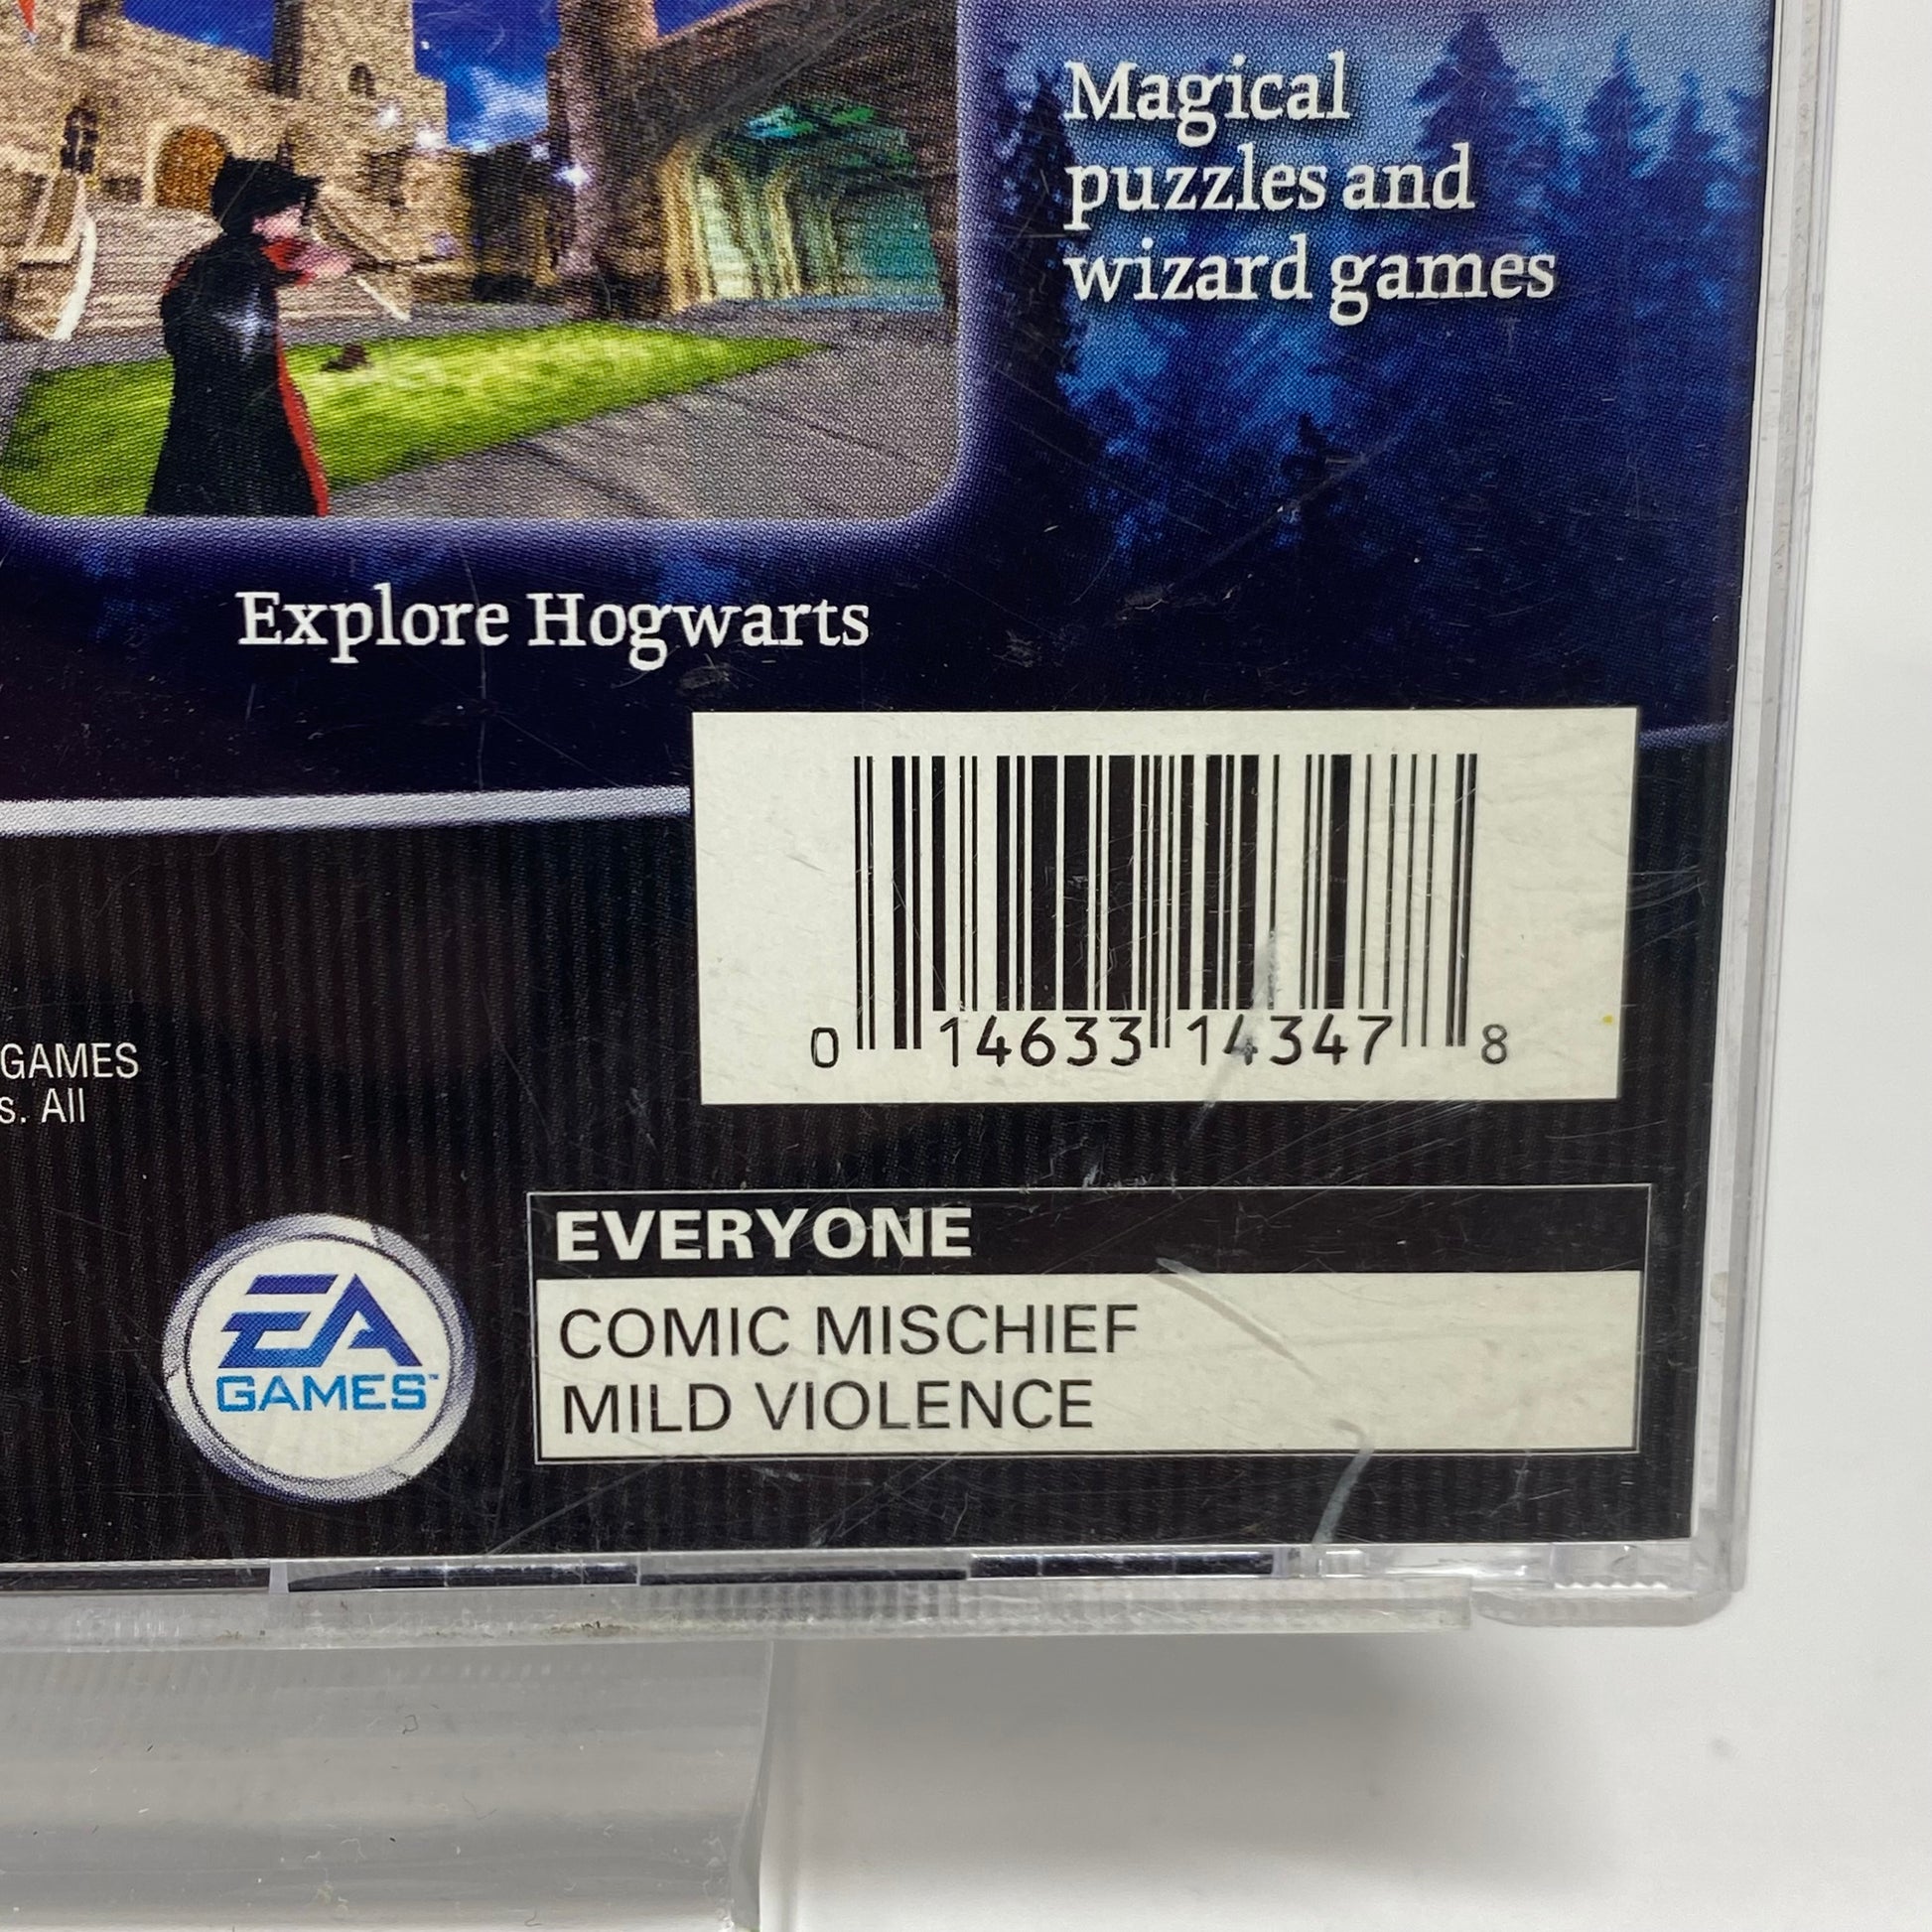 Magical
puzzles and
wizard games
Explore Hogwarts
0 14633 14347 8
GAMES
s. All
EA
GAMES™
EVERYONE
COMIC MISCHIEF
MILD VIOLENCE